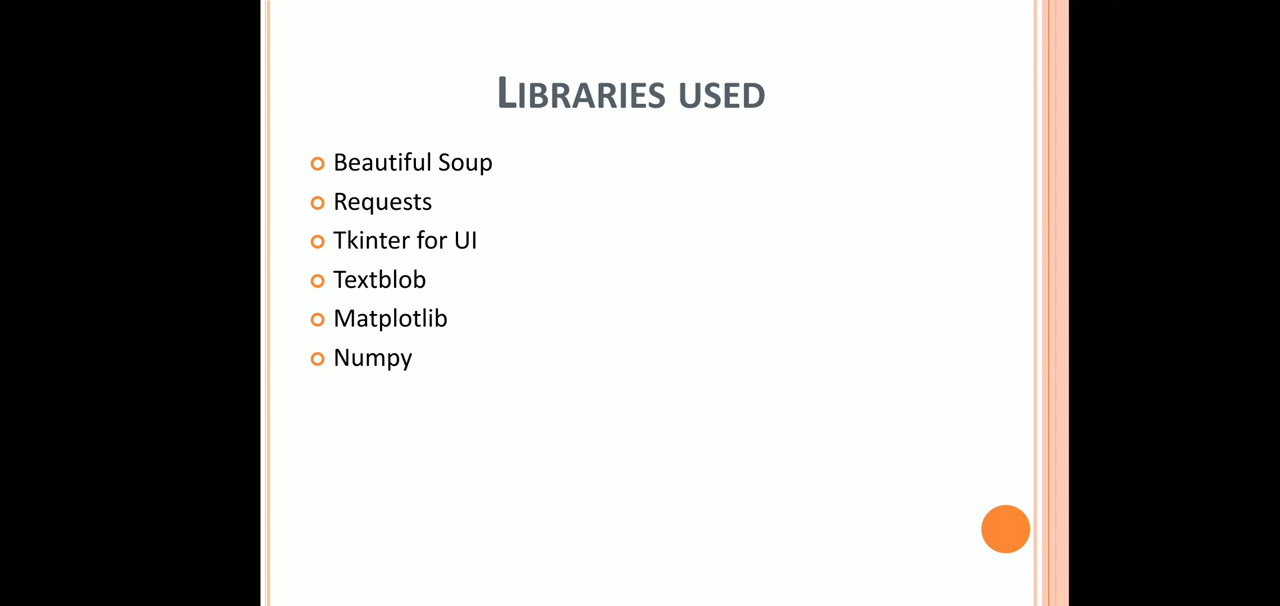 Libraries used
Beautiful Soup
Requests
Tkinter for UI
Textblob
Matplotlib
Numpy